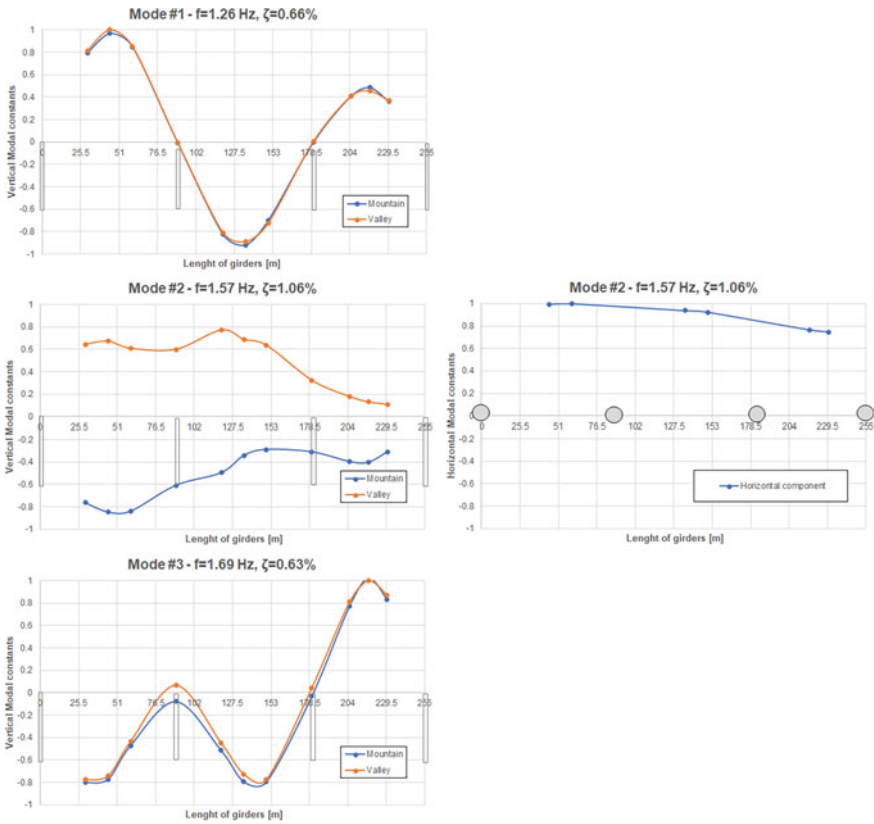 Mode #1 - f=1.26 Hz, ζ=0.66%
Vertical Modal constants
1
0.8
0.6
0.4
0.2
0
-0.2
-0.4
-0.6
-0.8
-1
0 25.5 51 76.5 102 127.5 153 178.5 204 229.5 255
Mountain
Valley
Lenght of girders [m]
Mode #2 - f=1.57 Hz, ζ=1.06%
Vertical Modal constants
1
0.8
0.6
0.4
0.2
0
-0.2
-0.4
-0.6
-0.8
-1
0 25.5 51 76.5 102 127.5 153 178.5 204 229.5 255
Mountain
Valley
Lenght of girders [m]
Mode #2 - f=1.57 Hz, ζ=1.06%
Horizontal Modal constants
1
0.8
0.6
0.4
0.2
0
-0.2
-0.4
-0.6
-0.8
-1
0 25.5 51 76.5 102 127.5 153 178.5 204 229.5 255
Horizontal component
Lenght of girders [m]
Mode #3 - f=1.69 Hz, ζ=0.63%
Vertical Modal constants
1
0.8
0.6
0.4
0.2
0
-0.2
-0.4
-0.6
-0.8
-1
0 25.5 51 76.5 102 127.5 153 178.5 204 229.5 255
Mountain
Valley
Lenght of girders [m]